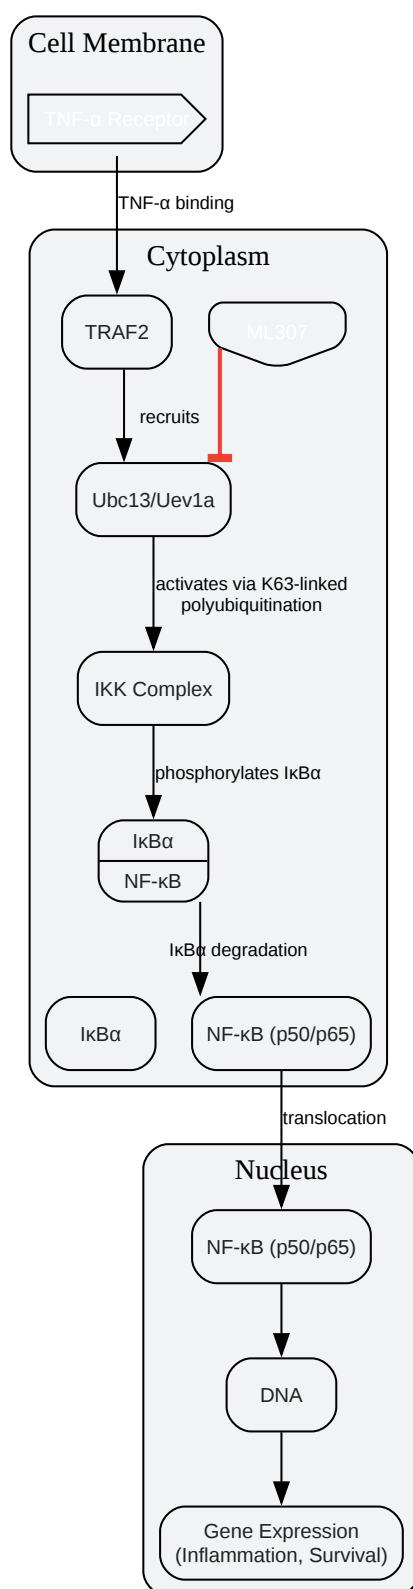 Cell Membrane
TNF-α Receptor
TNF-α binding
Cytoplasm
TRAF2
ML307
recruits
Ubc13/Uev1a
activates via K63-linked
polyubiquitination
IKK Complex
phosphorylates IκBα
IκBα
NF-κB
IκBα degradation
IκBα
NF-κB (p50/p65)
translocation
Nucleus
NF-κB (p50/p65)
DNA
Gene Expression
(Inflammation, Survival)